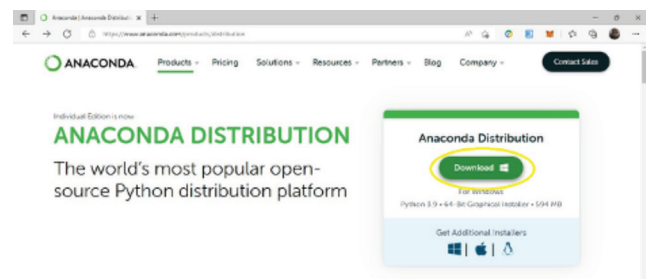 Anaconda | Anaconda Distributi
https://www.anaconda.com/products/distribution
ANACONDA.
Products
Pricing
Solutions
Resources
Partners
Blog
Company
Contact Sales
Individual Edition is now
ANACONDA DISTRIBUTION
The world's most popular open-
source Python distribution platform
Anaconda Distribution
Download
For Windows
Python 3.9 • 64-Bit Graphical Installer • 594 MB
Get Additional Installers